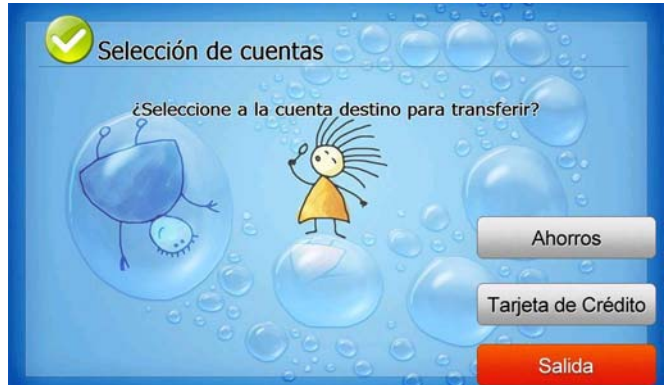 Selección de cuentas
¿Seleccione a la cuenta destino para transferir?
Ahorros
Tarjeta de Crédito
Salida